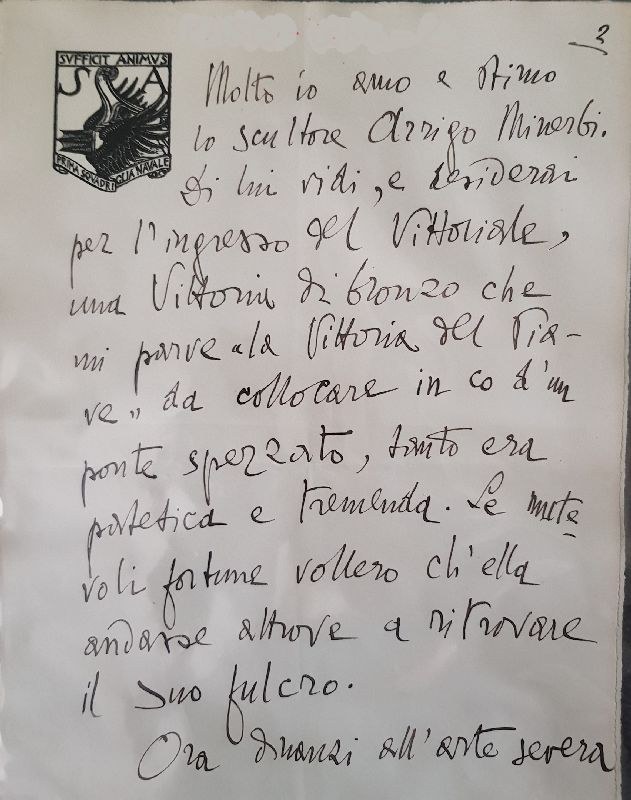 2
SVFFICIT ANIMVS
S A
PRIMA SQVADRIGLIA NAVALE
Molto io amo e stimo
lo scultore Arrigo Minerbi.
Di lui vidi, e desiderai
per l'ingresso del Vittoriale,
una Vittoria di bronzo che
mi parve "la Vittoria del Pia-
ve" da collocare in co d'un
ponte spezzato, tanto era
patetica e tremenda. Le mute
voli fortune vollero ch'ella
andasse altrove a ritrovare
il suo fulcro.
Ora dinanzi all'arte severa